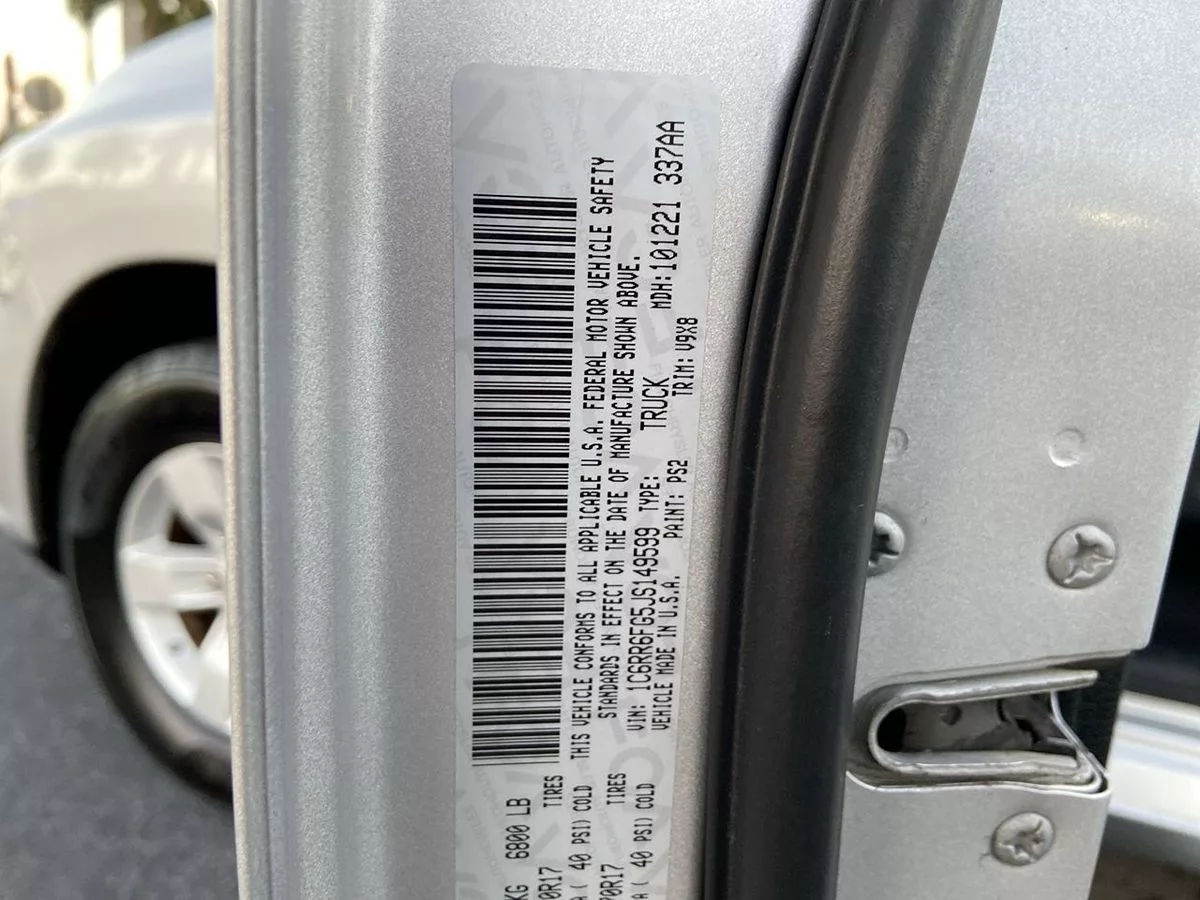 KG 6800 LB
0R17 TIRES
A ( 40 PSI) COLD
THIS VEHICLE CONFORMS TO ALL APPLICABLE U.S.A. FEDERAL MOTOR VEHICLE SAFETY
STANDARDS IN EFFECT ON THE DATE OF MANUFACTURE SHOWN ABOVE.
70R17 TIRES
A ( 40 PSI) COLD
VIN: 1C6RR6FG5JS149599 TYPE: TRUCK MDH:101221 337AA
VEHICLE MADE IN U.S.A. PAINT: PS2 TRIM: V9X8